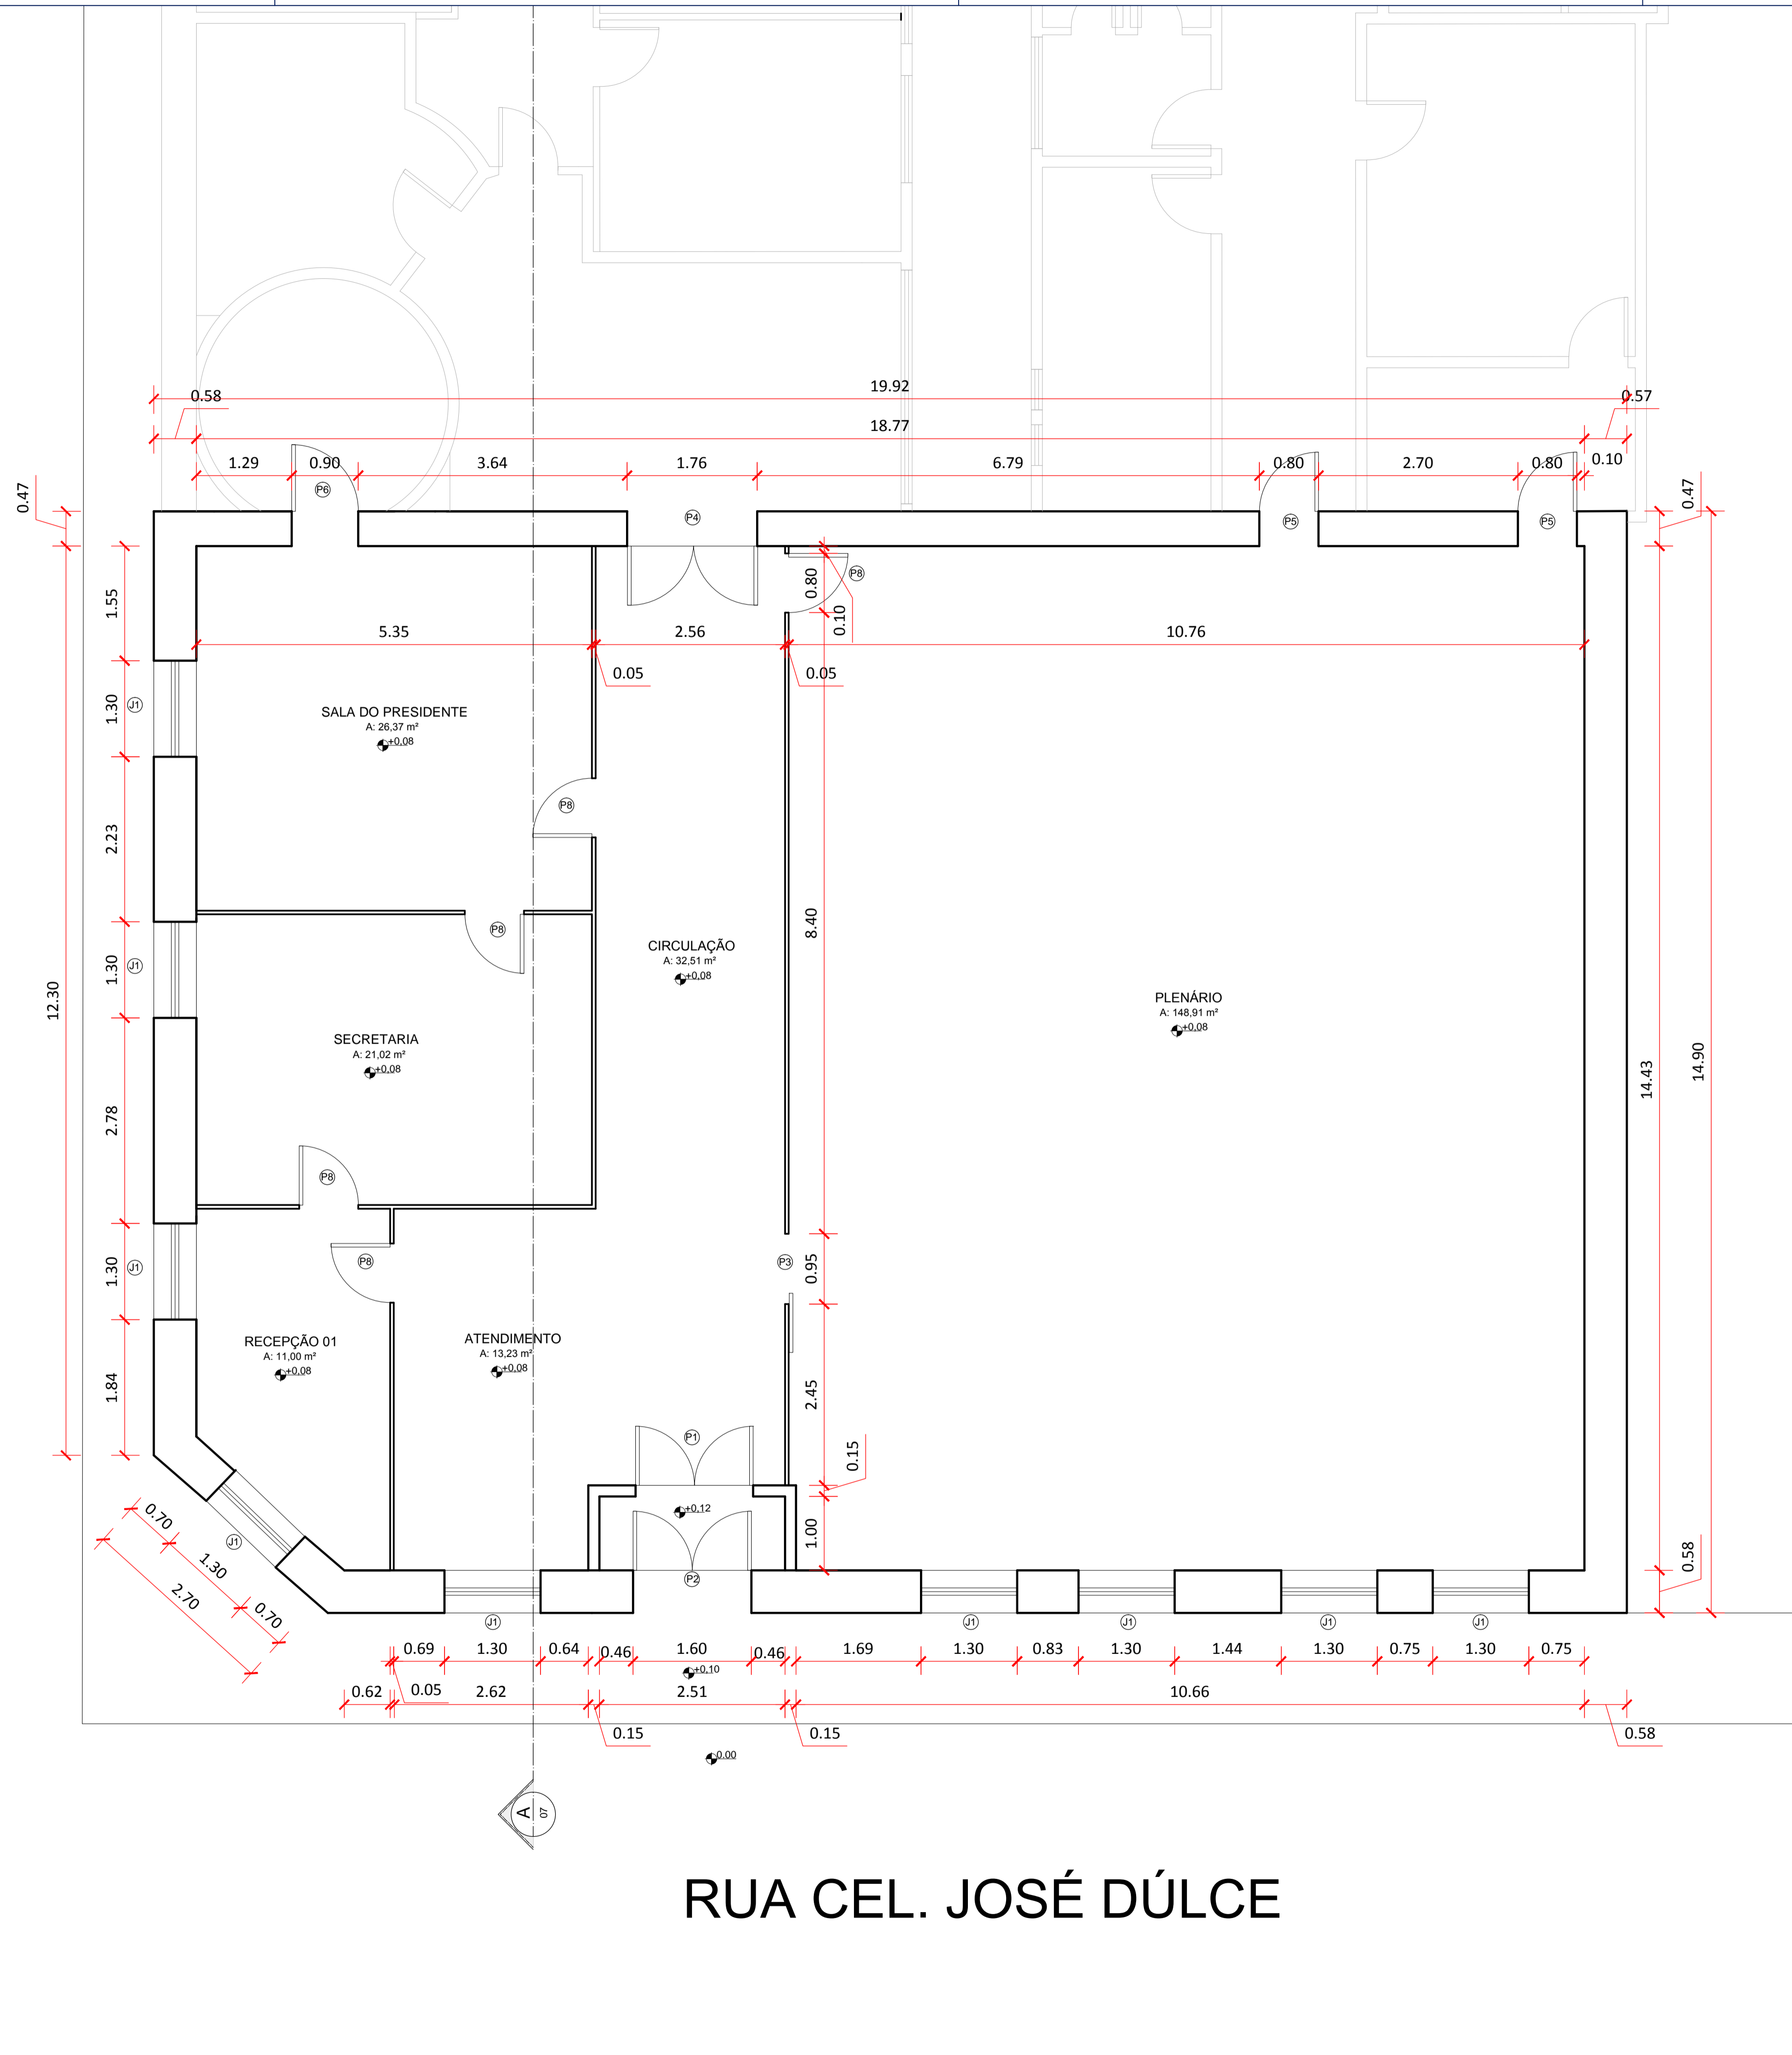 19.92
0.58
0.57
18.77
1.29
0.90
3.64
1.76
6.79
0.80
2.70
0.80
0.10
0.47
0.47
P6
P4
P5
P5
P8
0.80
0.10
1.55
5.35
2.56
10.76
0.05
0.05
1.30
J1
SALA DO PRESIDENTE
A: 26,37 m²
+0,08
P8
2.23
P8
8.40
CIRCULAÇÃO
A: 32,51 m²
+0,08
1.30
J1
12.30
PLENÁRIO
A: 148,91 m²
+0,08
SECRETARIA
A: 21,02 m²
+0,08
14.43
14.90
2.78
P8
P8
P3
0.95
1.30
J1
RECEPÇÃO 01
A: 11,00 m²
+0,08
ATENDIMENTO
A: 13,23 m²
+0,08
1.84
2.45
P1
0.15
+0,12
1.00
0.70
J1
1.30
2.70
0.70
P2
0.58
J1
J1
J1
J1
J1
0.69
1.30
0.64
0.46
1.60
0.46
1.69
1.30
0.83
1.30
1.44
1.30
0.75
1.30
0.75
+0,10
0.62
0.05
2.62
2.51
10.66
0.15
0.15
0.58
0,00
A
07
RUA CEL. JOSÉ DÚLCE